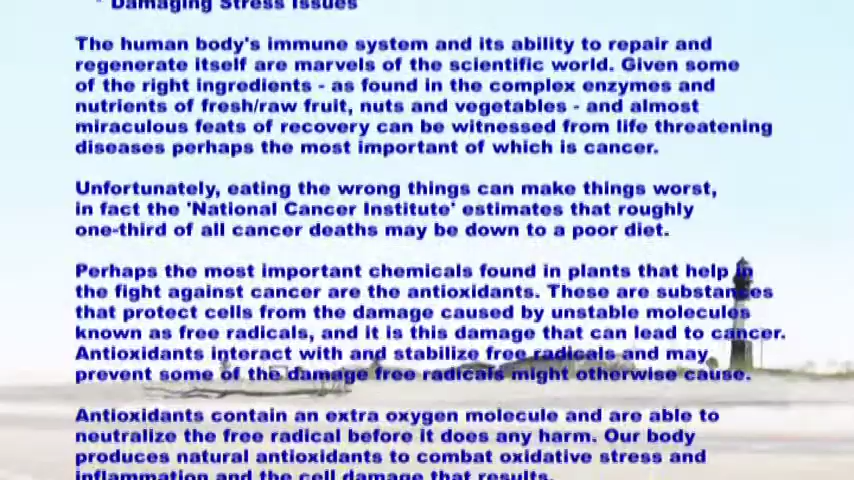 * Damaging Stress Issues
The human body's immune system and its ability to repair and
regenerate itself are marvels of the scientific world. Given some
of the right ingredients - as found in the complex enzymes and
nutrients of fresh/raw fruit, nuts and vegetables - and almost
miraculous feats of recovery can be witnessed from life threatening
diseases perhaps the most important of which is cancer.
Unfortunately, eating the wrong things can make things worst,
in fact the 'National Cancer Institute' estimates that roughly
one-third of all cancer deaths may be down to a poor diet.
Perhaps the most important chemicals found in plants that help in
the fight against cancer are the antioxidants. These are substances
that protect cells from the damage caused by unstable molecules
known as free radicals, and it is this damage that can lead to cancer.
Antioxidants interact with and stabilize free radicals and may
prevent some of the damage free radicals might otherwise cause.
Antioxidants contain an extra oxygen molecule and are able to
neutralize the free radical before it does any harm. Our body
produces natural antioxidants to combat oxidative stress and
inflammation and the cell damage that results.